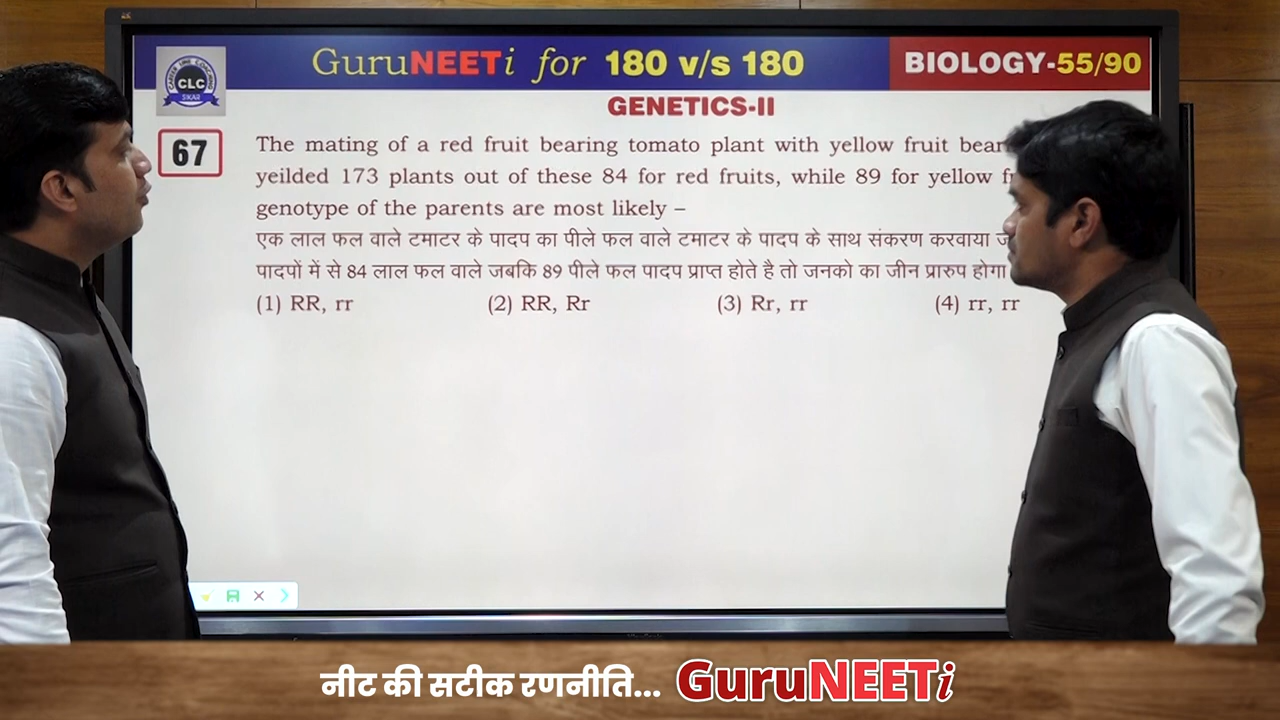 GuruNEETi for 180 v/s 180
BIOLOGY-55/90
CLC
SIKAR
GENETICS-II
67
The mating of a red fruit bearing tomato plant with yellow fruit
yeilded 173 plants out of these 84 for red fruits, while 89 for yellow
genotype of the parents are most likely –
एक लाल फल वाले टमाटर के पादप का पीले फल वाले टमाटर के पादप के साथ संकरण करवाया
पादपों में से 84 लाल फल वाले जबकि 89 पीले फल पादप प्राप्त होते है तो जनको का जीन प्रारुप होगा
(1) RR, rr (2) RR, Rr (3) Rr, rr (4) rr, rr
नीट की सटीक रणनीति... GuruNEETi